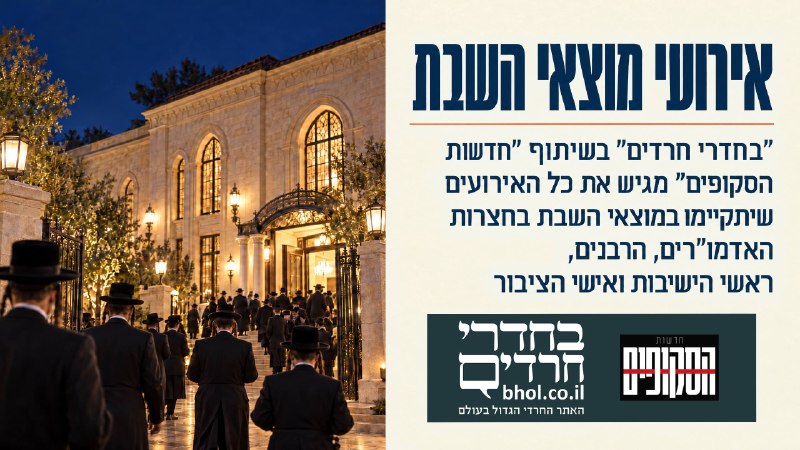 אירועי מוצאי השבת
"בחדרי חרדים" בשיתוף "חדשות
הסקופים" מגיש את כל האירועים
שיתקיימו במוצאי השבת בחצרות
האדמו"רים, הרבנים,
ראשי הישיבות ואישי הציבור
בחדרי
חרדים
bhol.co.il
האתר החרדי הגדול בעולם
חדשות
הסקופים